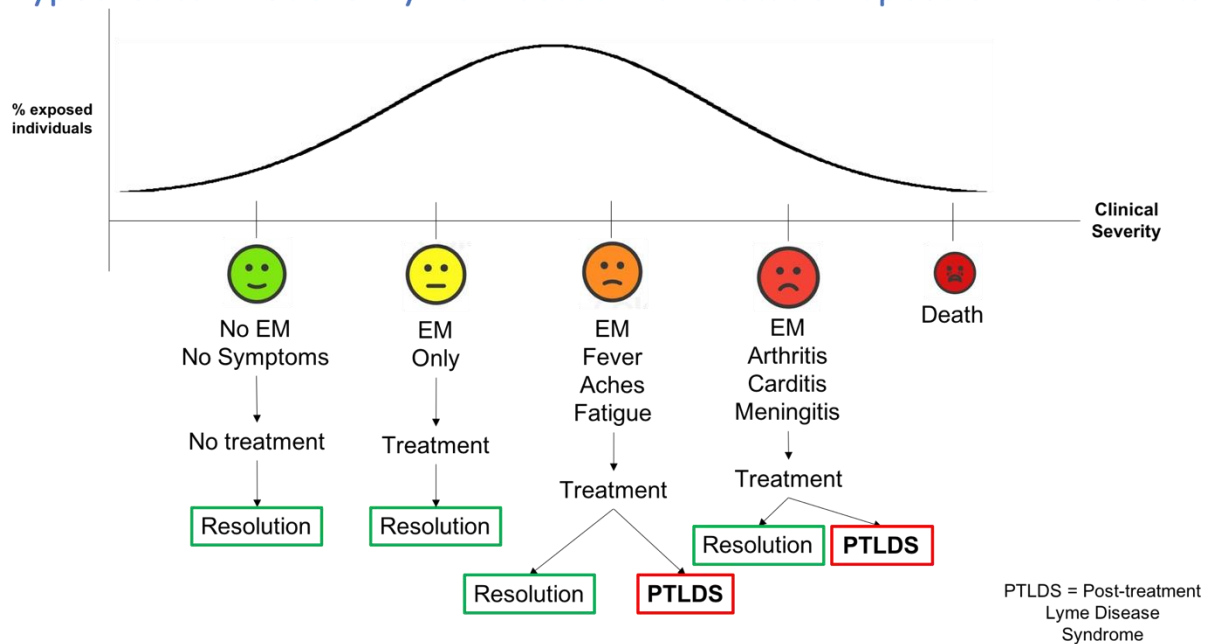 % exposed
individuals
Clinical
Severity
No EM
No Symptoms
No treatment
Resolution
EM
Only
Treatment
Resolution
EM
Fever
Aches
Fatigue
Treatment
Resolution
PTLDS
EM
Arthritis
Carditis
Meningitis
Treatment
Resolution
PTLDS
Death
PTLDS = Post-treatment
Lyme Disease
Syndrome